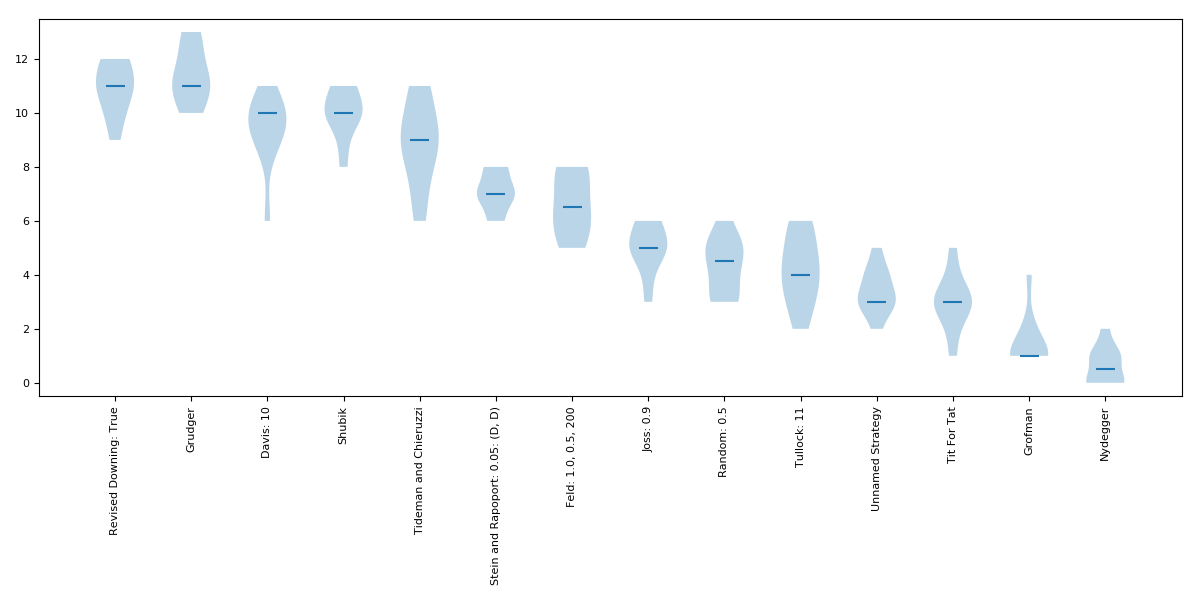 12
10
8
6
4
2
0
Revised Downing: True
Grudger
Davis: 10
Shubik
Tideman and Chieruzzi
Stein and Rapoport: 0.05: (D, D)
Feld: 1.0, 0.5, 200
Joss: 0.9
Random: 0.5
Tullock: 11
Unnamed Strategy
Tit For Tat
Grofman
Nydegger